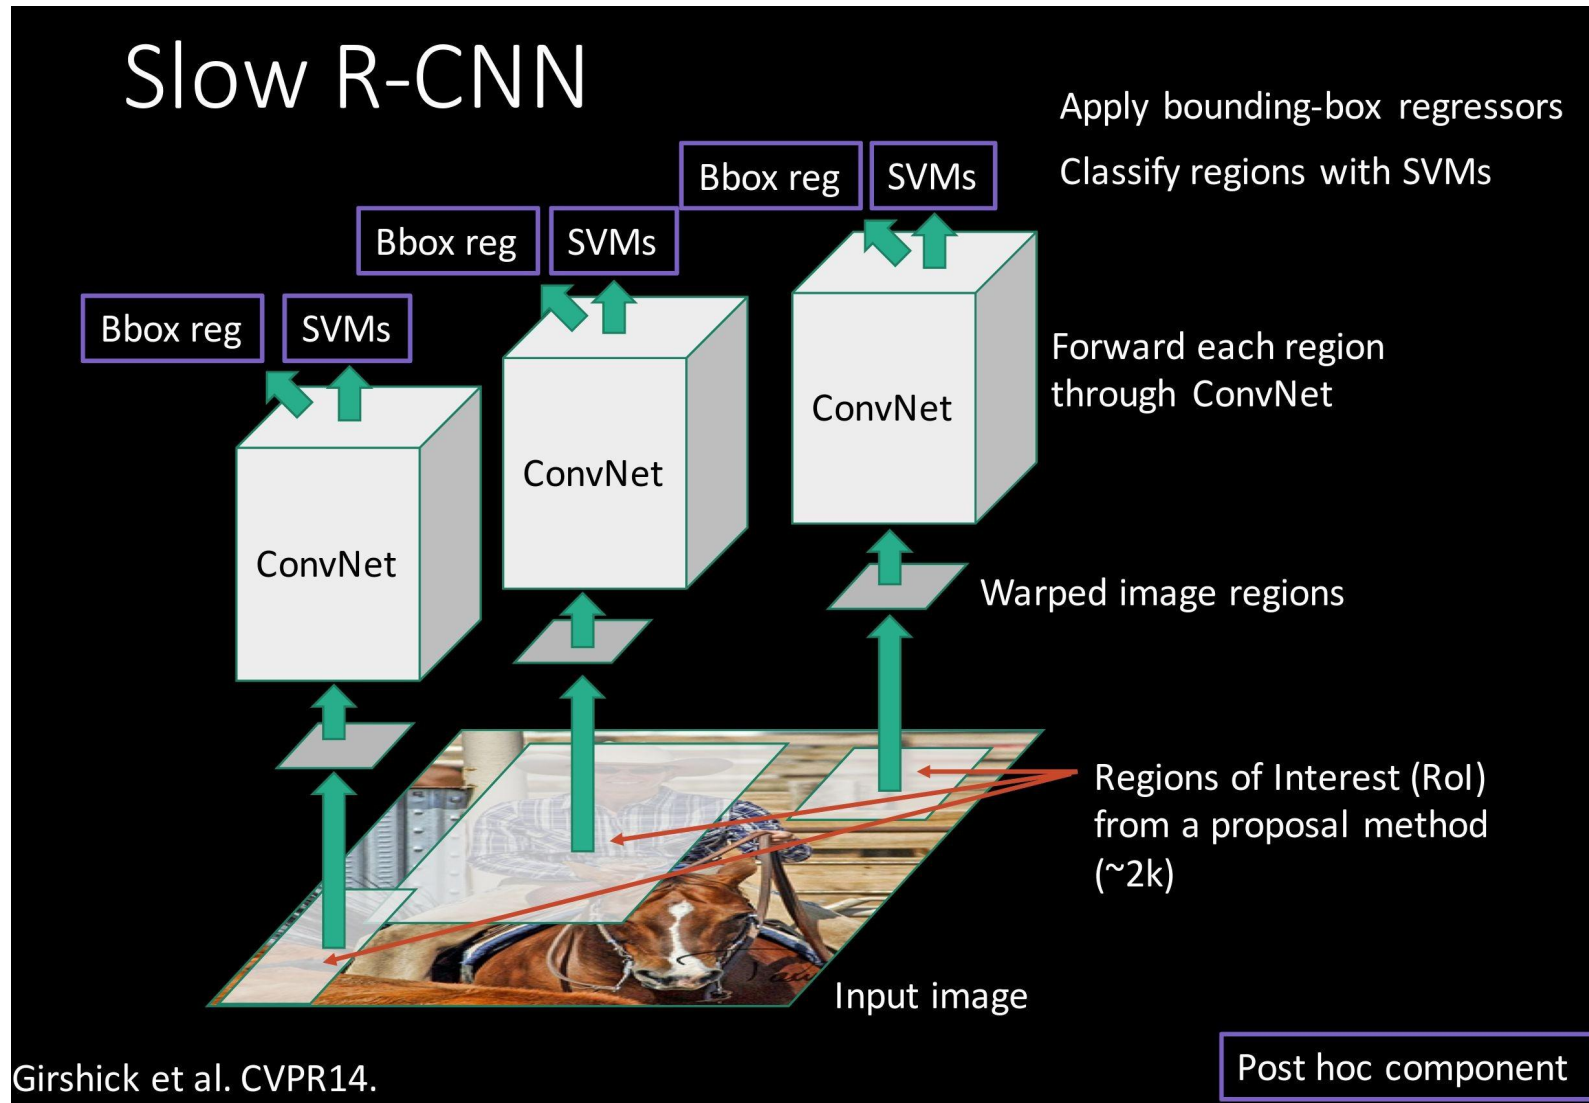 Slow R-CNN
Apply bounding-box regressors
Classify regions with SVMs
Bbox reg
SVMs
Bbox reg
SVMs
Bbox reg
SVMs
Forward each region
through ConvNet
ConvNet
ConvNet
ConvNet
Warped image regions
Regions of Interest (RoI)
from a proposal method
(~2k)
Input image
Girshick et al. CVPR14.
Post hoc component